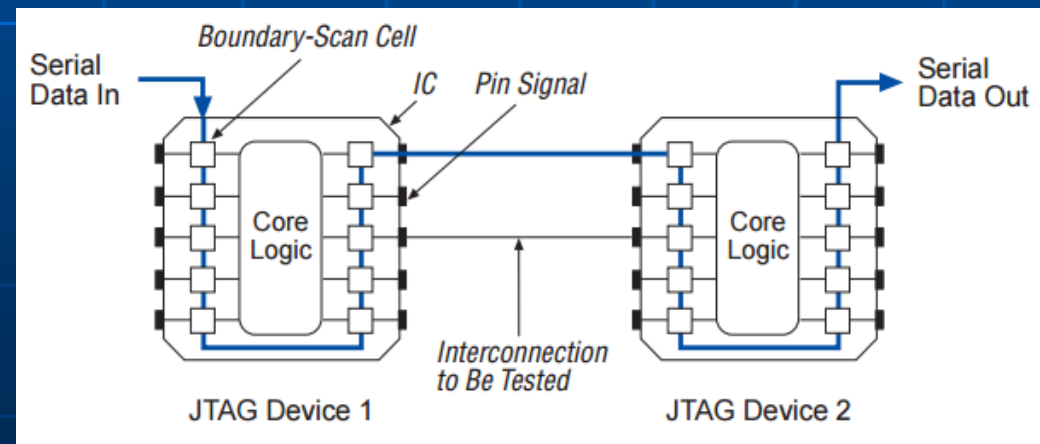 Boundary-Scan Cell
Serial
Data In
IC
Pin Signal
Serial
Data Out
Core
Logic
Core
Logic
Interconnection
to Be Tested
JTAG Device 1
JTAG Device 2